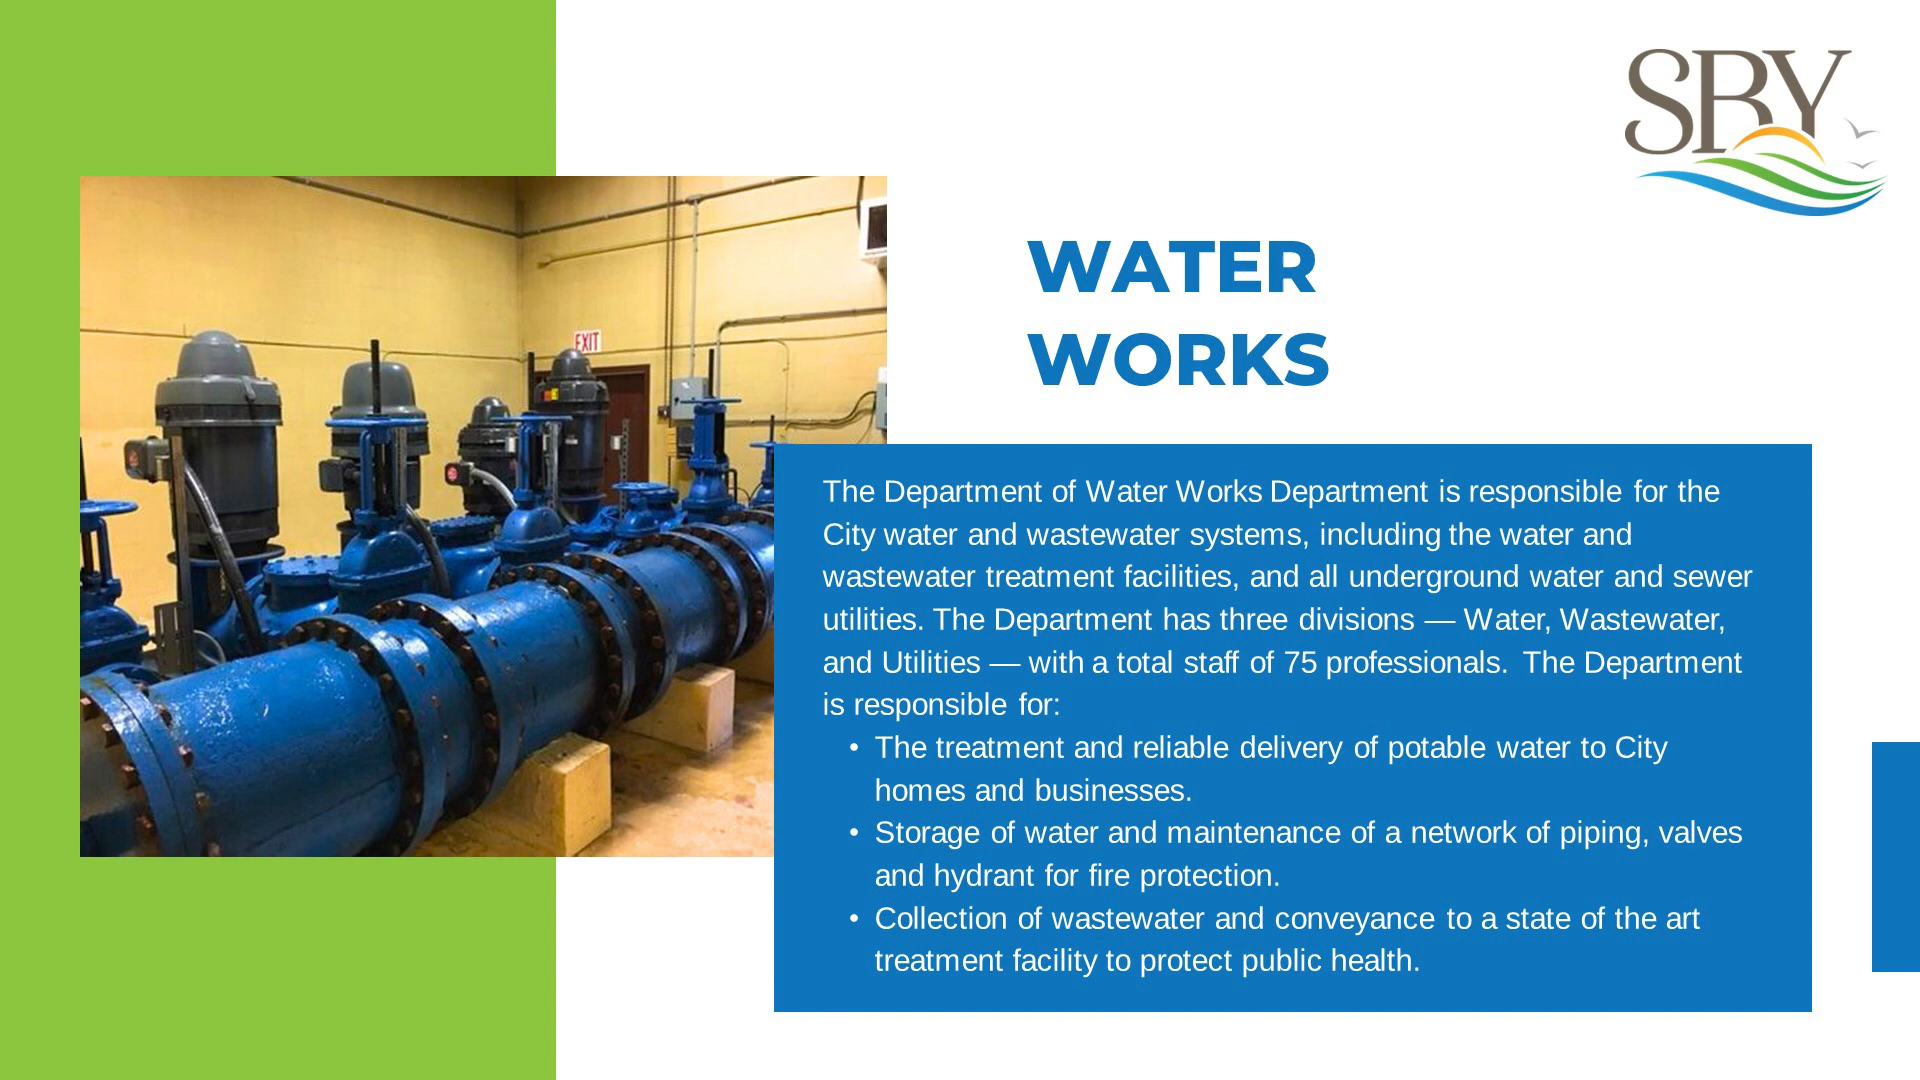 SBY
WATER
WORKS
EXIT
The Department of Water Works Department is responsible for the
City water and wastewater systems, including the water and
wastewater treatment facilities, and all underground water and sewer
utilities. The Department has three divisions — Water, Wastewater,
and Utilities — with a total staff of 75 professionals.  The Department
is responsible for:
• The treatment and reliable delivery of potable water to City
homes and businesses.
• Storage of water and maintenance of a network of piping, valves
and hydrant for fire protection.
• Collection of wastewater and conveyance to a state of the art
treatment facility to protect public health.